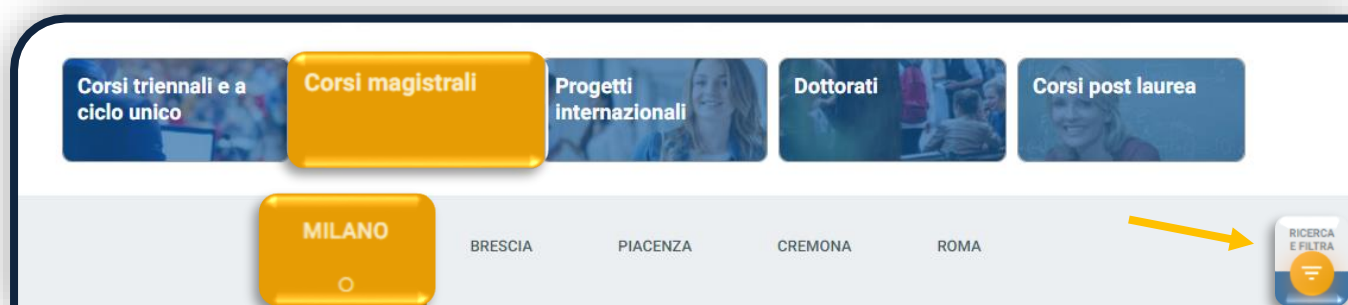 Corsi triennali e a
ciclo unico
Corsi magistrali
Progetti
internazionali
Dottorati
Corsi post laurea
MILANO
BRESCIA
PIACENZA
CREMONA
ROMA
RICERCA
E FILTRA